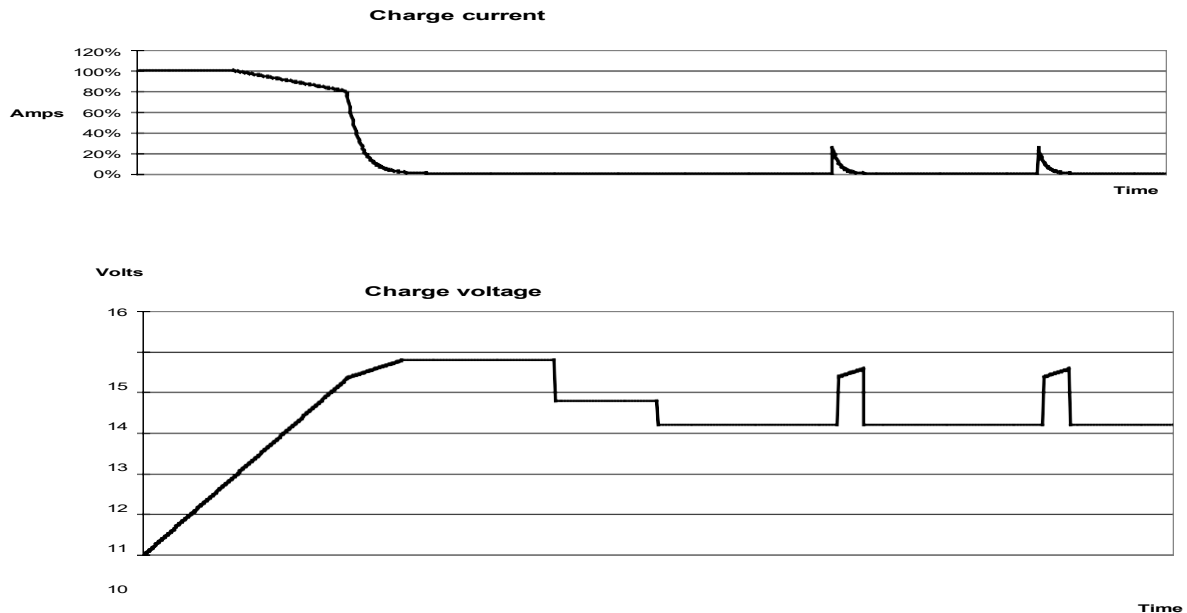 Charge current
120%
100%
80%
Amps 60%
40%
20%
0%
Time
Volts
Charge voltage
16
15
14
13
12
11
10
Time